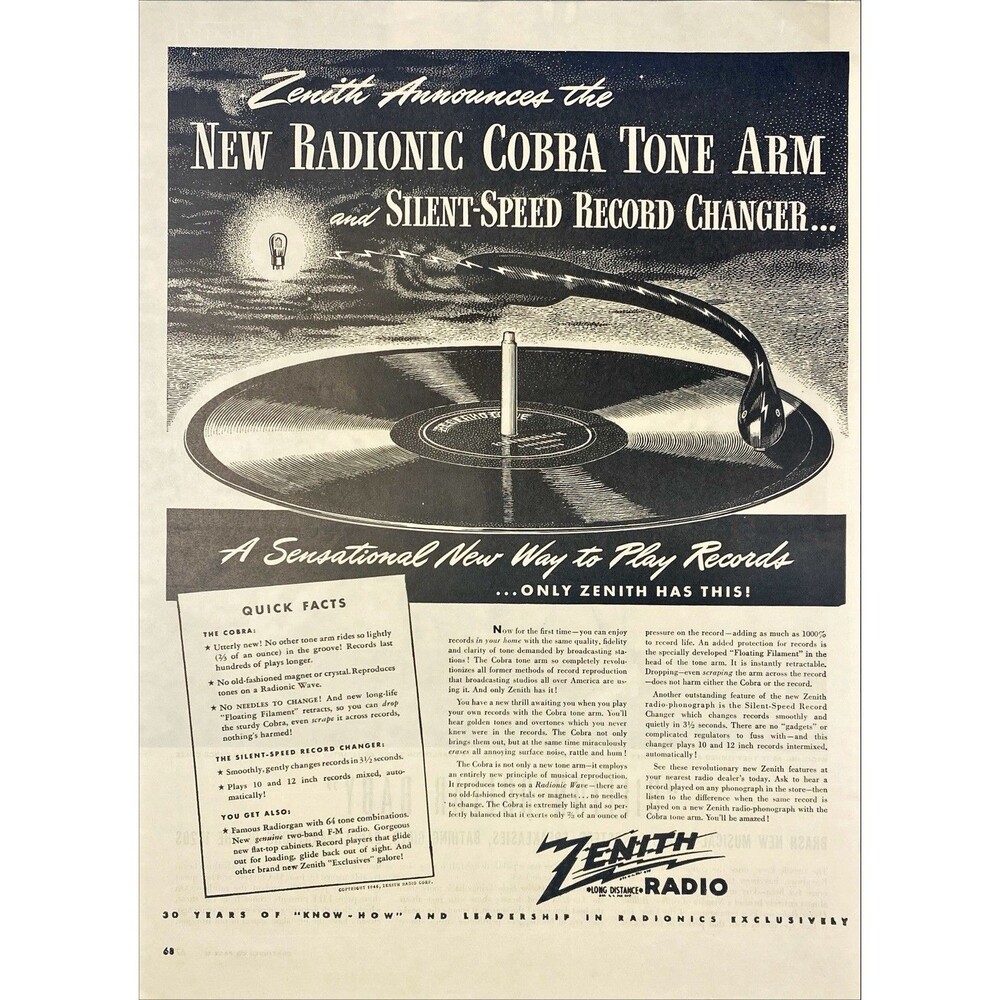 Zenith Announces the
NEW RADIONIC COBRA TONE ARM
and SILENT-SPEED RECORD CHANGER...
A Sensational New Way to Play Records
...ONLY ZENITH HAS THIS!
QUICK FACTS
THE COBRA:
★ Utterly new! No other tone arm rides so lightly
(⅔ of an ounce) in the groove! Records last
hundreds of plays longer.
★ No old-fashioned magnet or crystal. Reproduces
tones on a Radionic Wave.
★ NO NEEDLES TO CHANGE! And new long-life
"Floating Filament" retracts, so you can drop
the sturdy Cobra, even scrape it across records,
nothing's harmed!
THE SILENT-SPEED RECORD CHANGER:
★ Smoothly, gently changes records in 3½ seconds.
★ Plays 10 and 12 inch records mixed, auto-
matically!
YOU GET ALSO:
★ Famous Radiorgan with 64 tone combinations.
New genuine two-band F-M radio. Gorgeous
new flat-top cabinets. Record players that glide
out for loading, glide back out of sight. And
other brand new Zenith "Exclusives" galore!
COPYRIGHT 1946, ZENITH RADIO CORP.
Now for the first time—you can enjoy
records in your home with the same quality, fidelity
and clarity of tone demanded by broadcasting sta-
tions! The Cobra tone arm so completely revolu-
tionizes all former methods of record reproduction
that broadcasting studios all over America are us-
ing it. And only Zenith has it!
You have a new thrill awaiting you when you play
your own records with the Cobra tone arm. You'll
hear golden tones and overtones which you never
knew were in the records. The Cobra not only
brings them out, but at the same time miraculously
erases all annoying surface noise, rattle and hum!
The Cobra is not only a new tone arm—it employs
an entirely new principle of musical reproduction.
It reproduces tones on a Radionic Wave—there are
no old-fashioned crystals or magnets...no needles
to change. The Cobra is extremely light and so per-
fectly balanced that it exerts only ⅔ of an ounce of
pressure on the record—adding as much as 1000%
to record life. An added protection for records is
the specially developed "Floating Filament" in the
head of the tone arm. It is instantly retractable.
Dropping—even scraping the arm across the record
—does not harm either the Cobra or the record.
Another outstanding feature of the new Zenith
radio-phonograph is the Silent-Speed Record
Changer which changes records smoothly and
quietly in 3½ seconds. There are no "gadgets" or
complicated regulators to fuss with—and this
changer plays 10 and 12 inch records intermixed,
automatically!
See these revolutionary new Zenith features at
your nearest radio dealer's today. Ask to hear a
record played on any phonograph in the store—then
listen to the difference when the same record is
played on a new Zenith radio-phonograph with the
Cobra tone arm. You'll be amazed!
ZENITH
•LONG DISTANCE• RADIO
30 YEARS OF "KNOW-HOW" AND LEADERSHIP IN RADIONICS EXCLUSIVELY
68